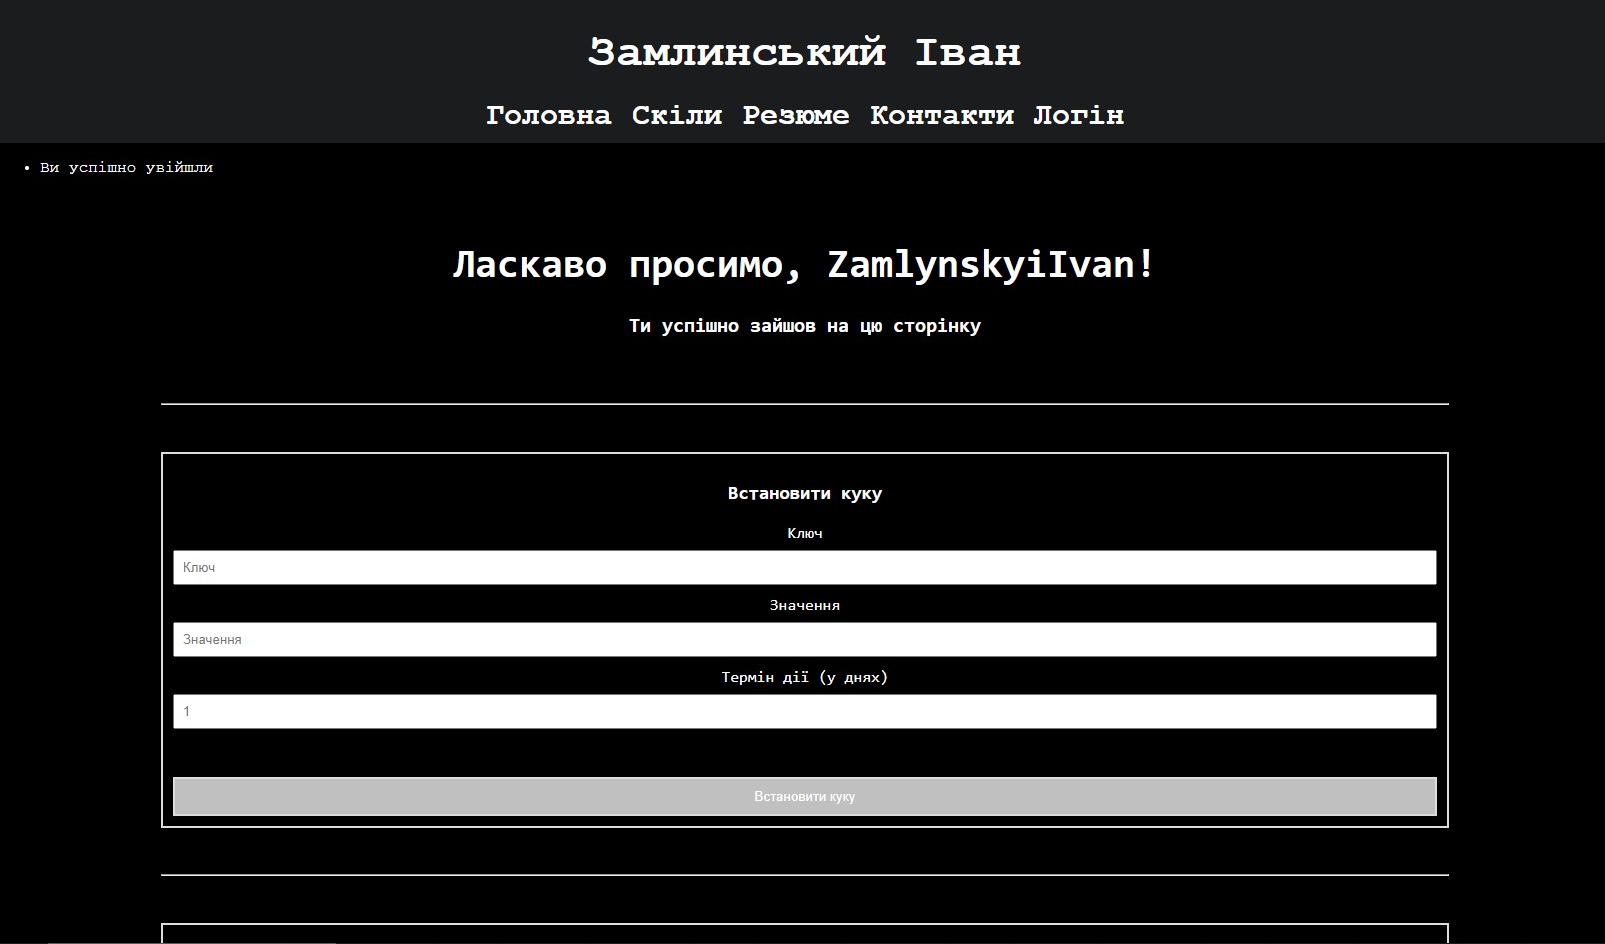 Замлинський Іван
Головна Скіли Резюме Контакти Логін
• Ви успішно увійшли
Ласкаво просимо, ZamlynskyiIvan!
Ти успішно зайшов на цю сторінку
Встановити куку
Ключ
Ключ
Значення
Значення
Термін дії (у днях)
1
Встановити куку